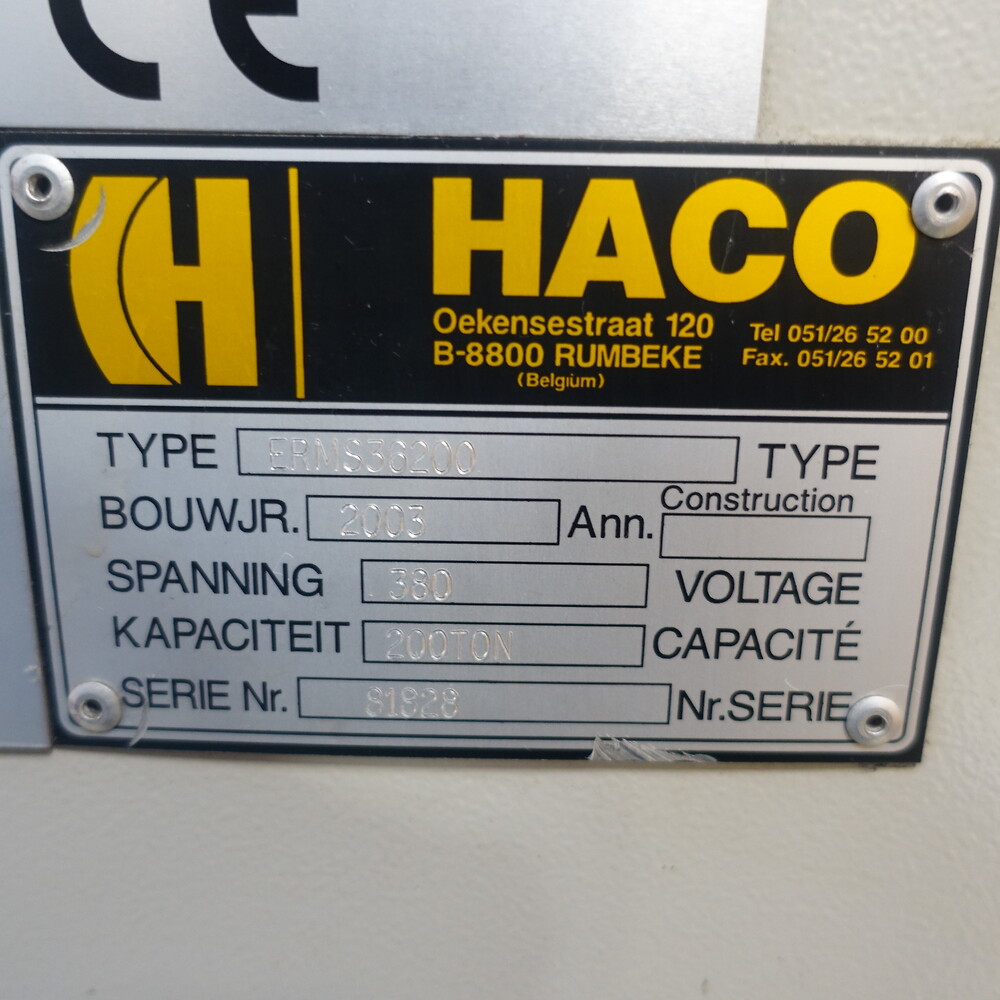 CE
H
HACO
Oekensestraat 120
B-8800 RUMBEKE
(Belgium)
Tel 051/26 52 00
Fax. 051/26 52 01
TYPE ERMS36200 TYPE
BOUWJR. 2003 Ann. Construction
SPANNING 380 VOLTAGE
KAPACITEIT 200TON CAPACITÉ
SERIE Nr. 81828 Nr.SERIE